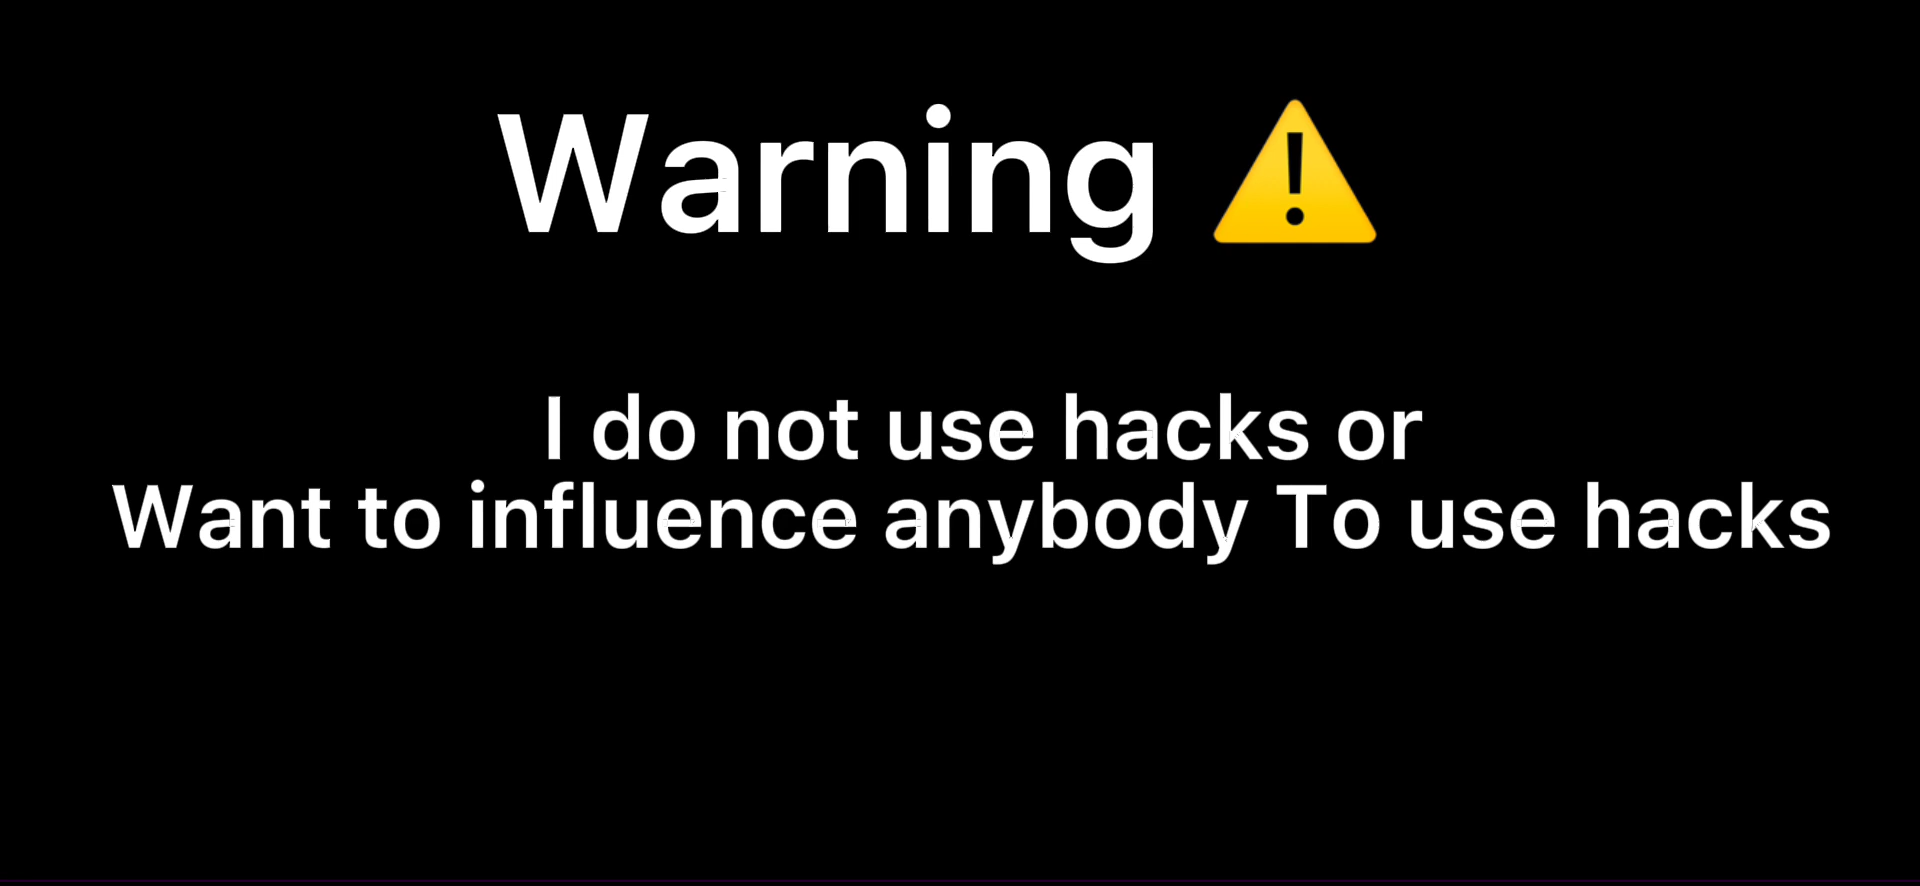 Warning ⚠️
I do not use hacks or
Want to influence anybody To use hacks